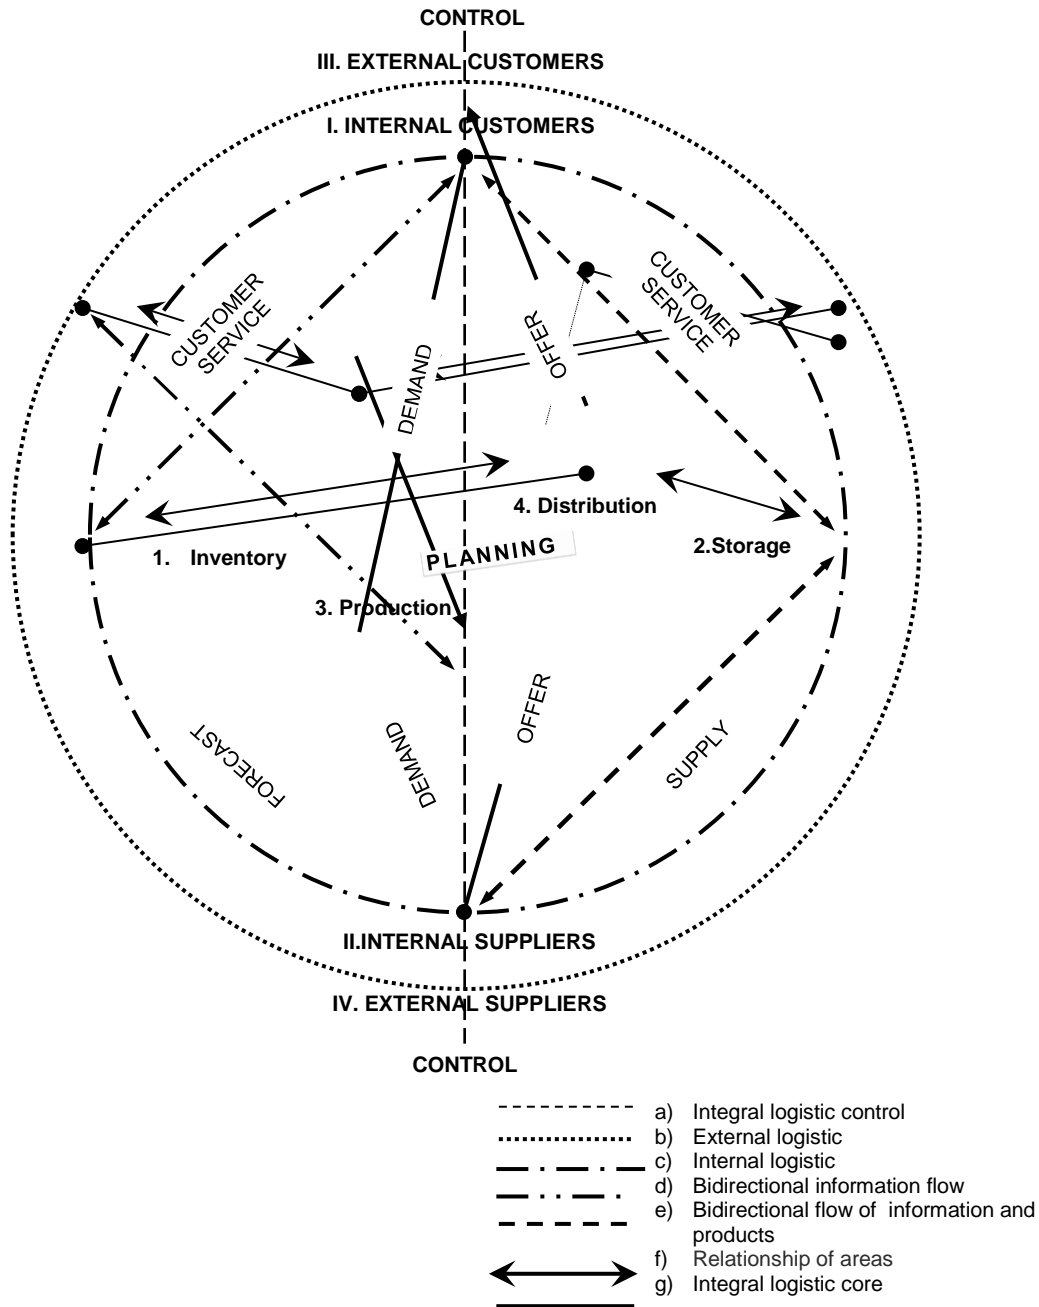 CONTROL
III. EXTERNAL CUSTOMERS
I. INTERNAL CUSTOMERS
CUSTOMER
SERVICE
CUSTOMER
SERVICE
OFFER
DEMAND
4. Distribution
1. Inventory
PLANNING
2.Storage
3. Production
FORECAST
DEMAND
OFFER
SUPPLY
II.INTERNAL SUPPLIERS
IV. EXTERNAL SUPPLIERS
CONTROL
a) Integral logistic control
b) External logistic
c) Internal logistic
d) Bidirectional information flow
e) Bidirectional flow of information and
products
f) Relationship of areas
g) Integral logistic core